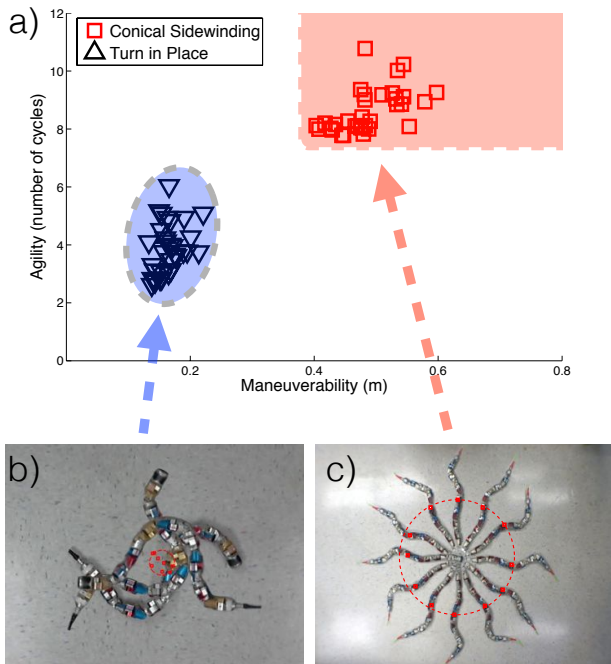 a)
Conical Sidewinding
Turn in Place
Agility (number of cycles)
12
10
8
6
4
2
0
0.2
0.4
0.6
0.8
Maneuverability (m)
b)
c)